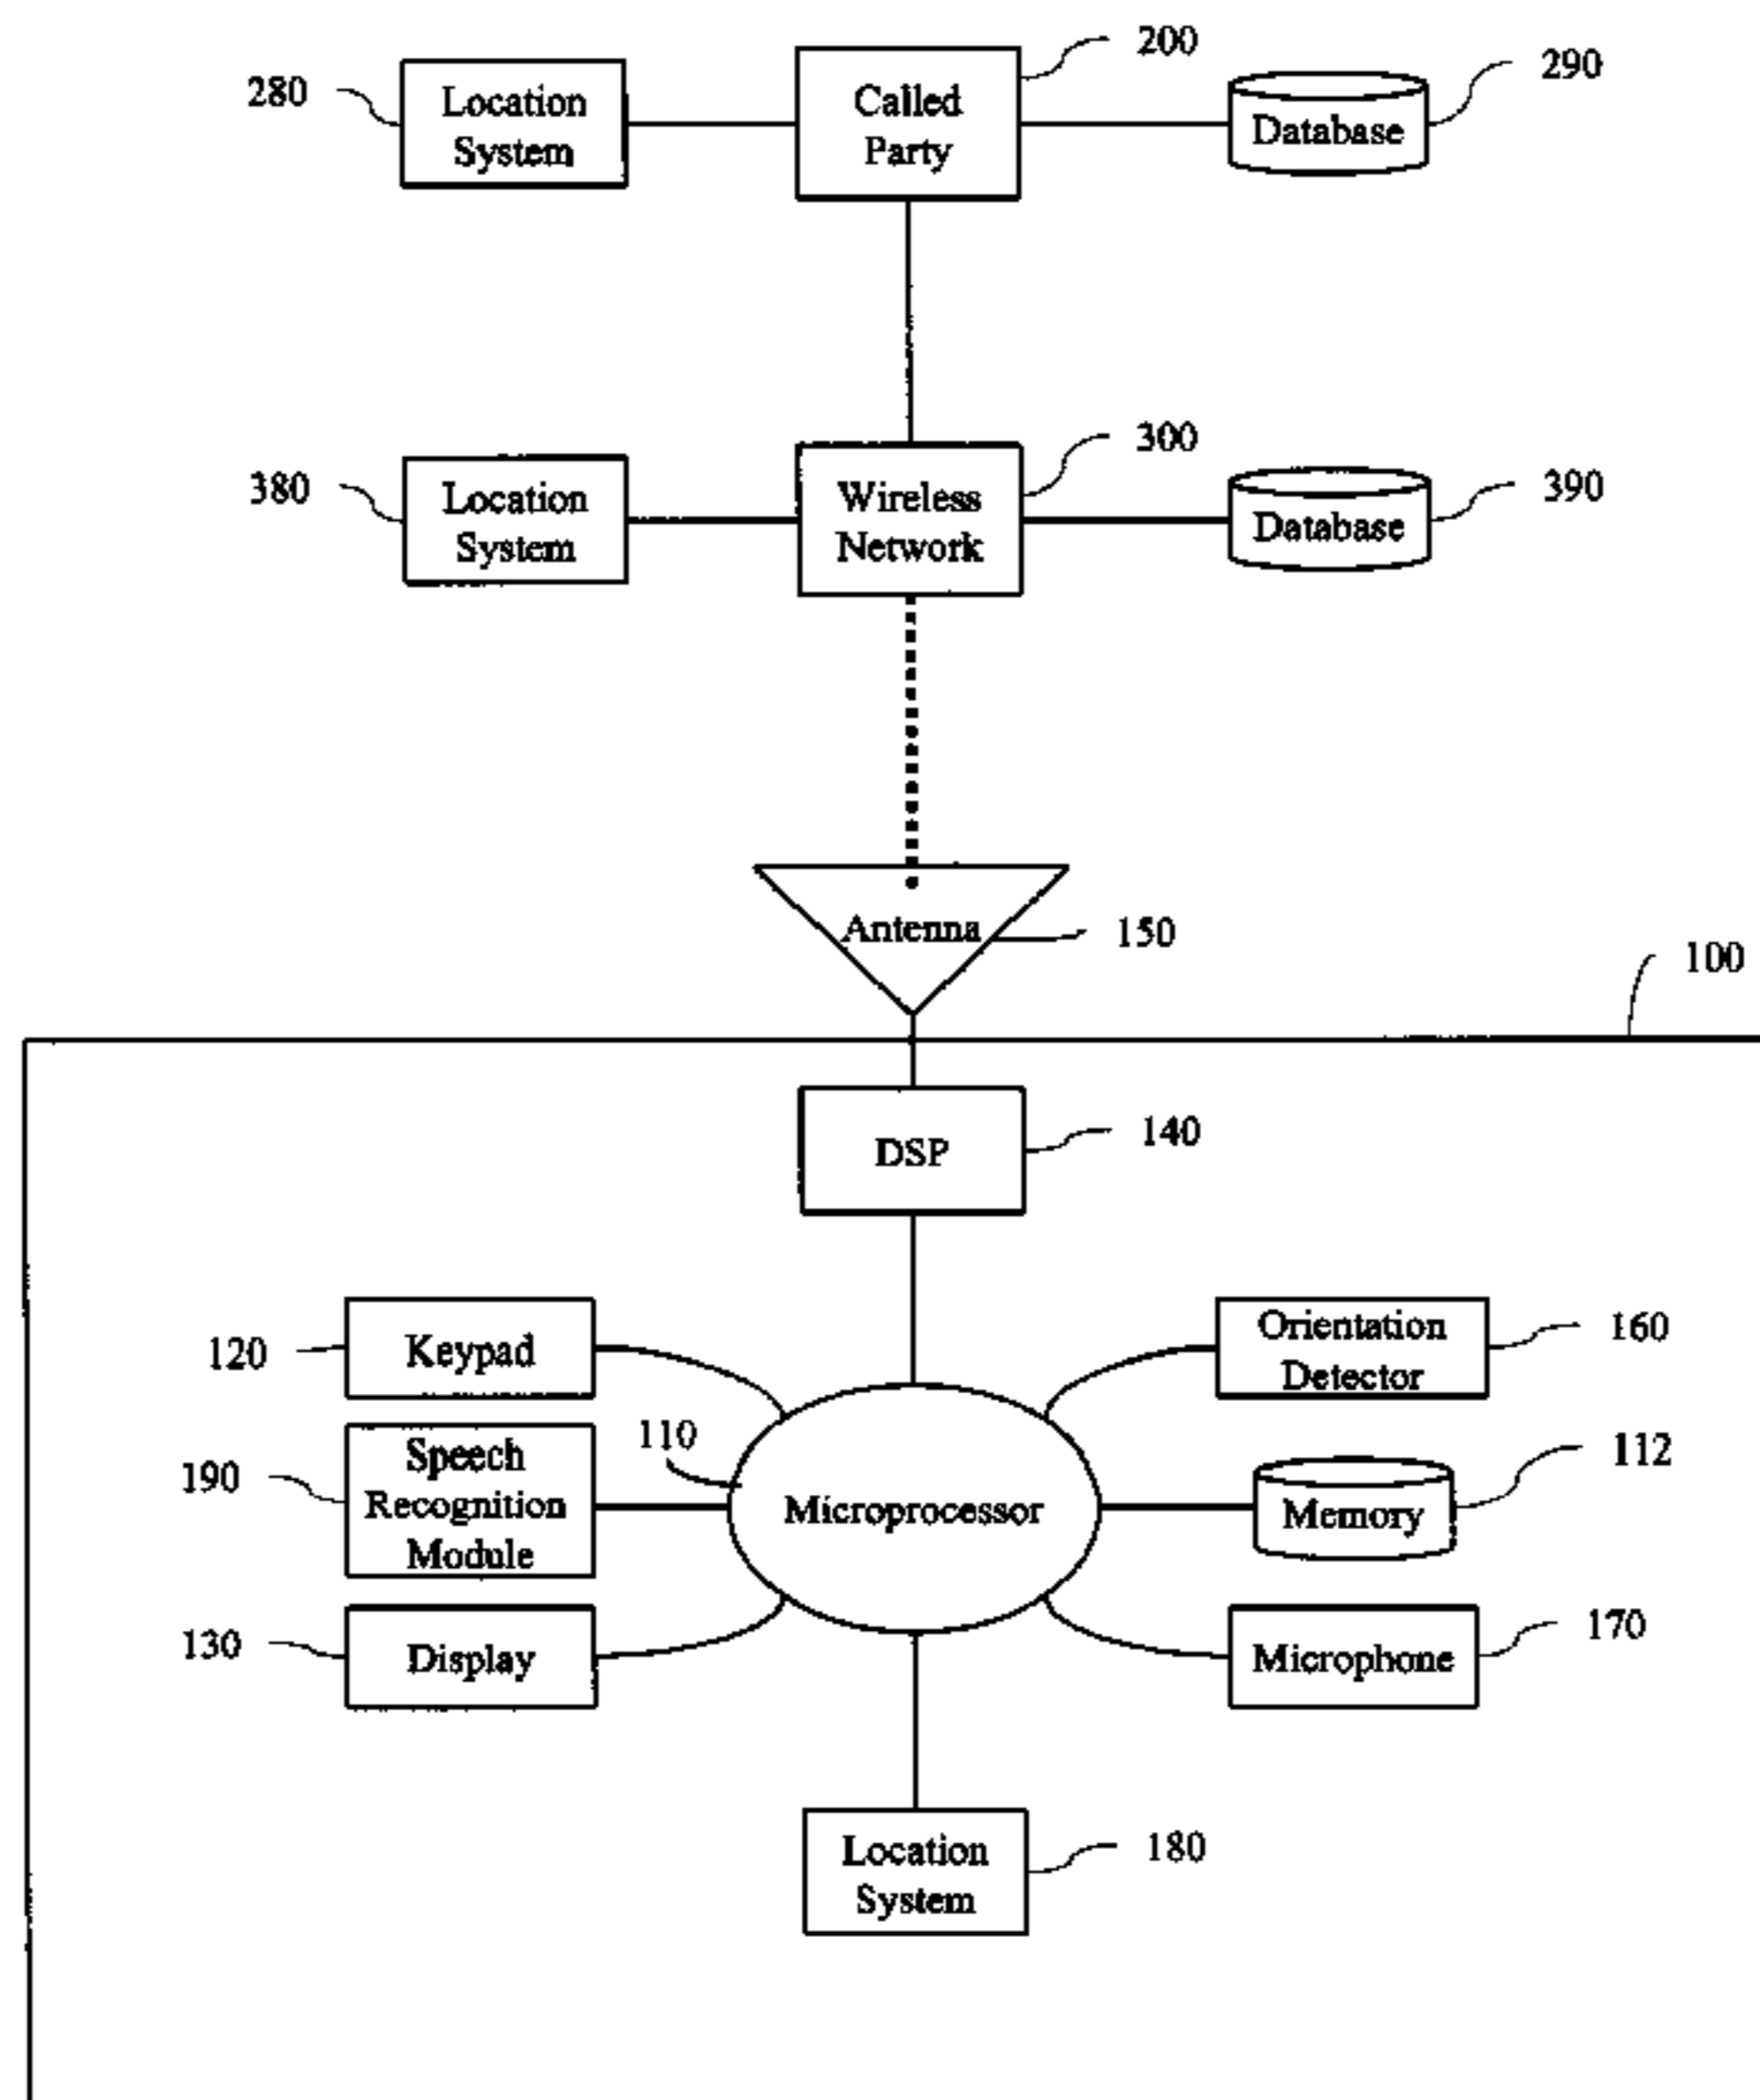 200
280
Location
System
Called
Party
Database
290
300
380
Location
System
Wireless
Network
Database
390
Antenna
150
100
DSP
140
120
Keypad
Orientation
Detector
160
190
Speech
Recognition
Module
110
Microprocessor
Memory
112
130
Display
Microphone
170
Location
System
180